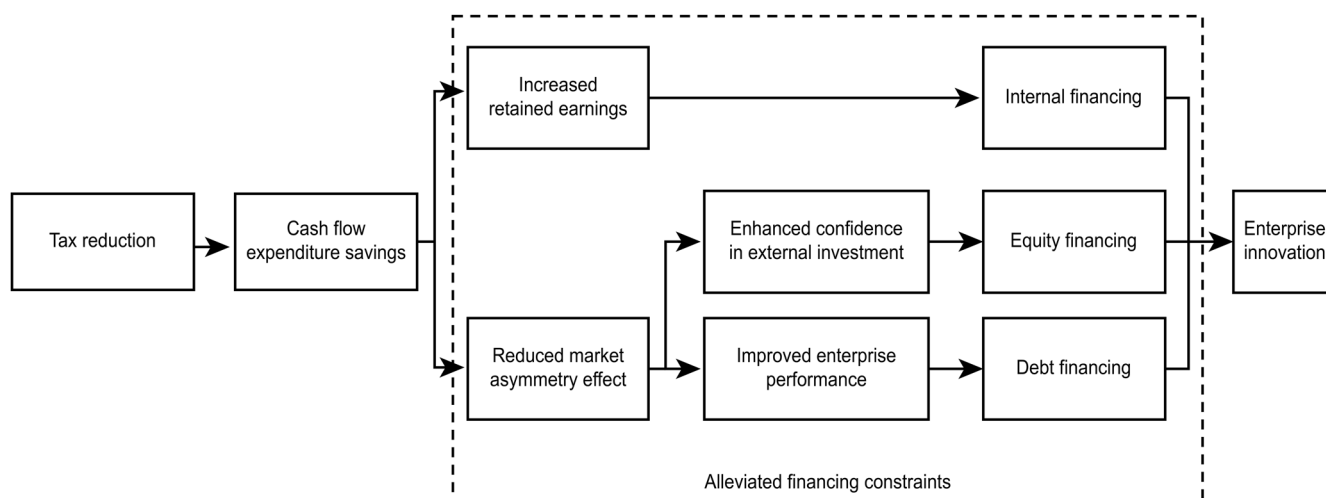 Increased
retained earnings
Internal financing
Tax reduction
Cash flow
expenditure savings
Enhanced confidence
in external investment
Equity financing
Enterprise
innovation
Reduced market
asymmetry effect
Improved enterprise
performance
Debt financing
Alleviated financing constraints